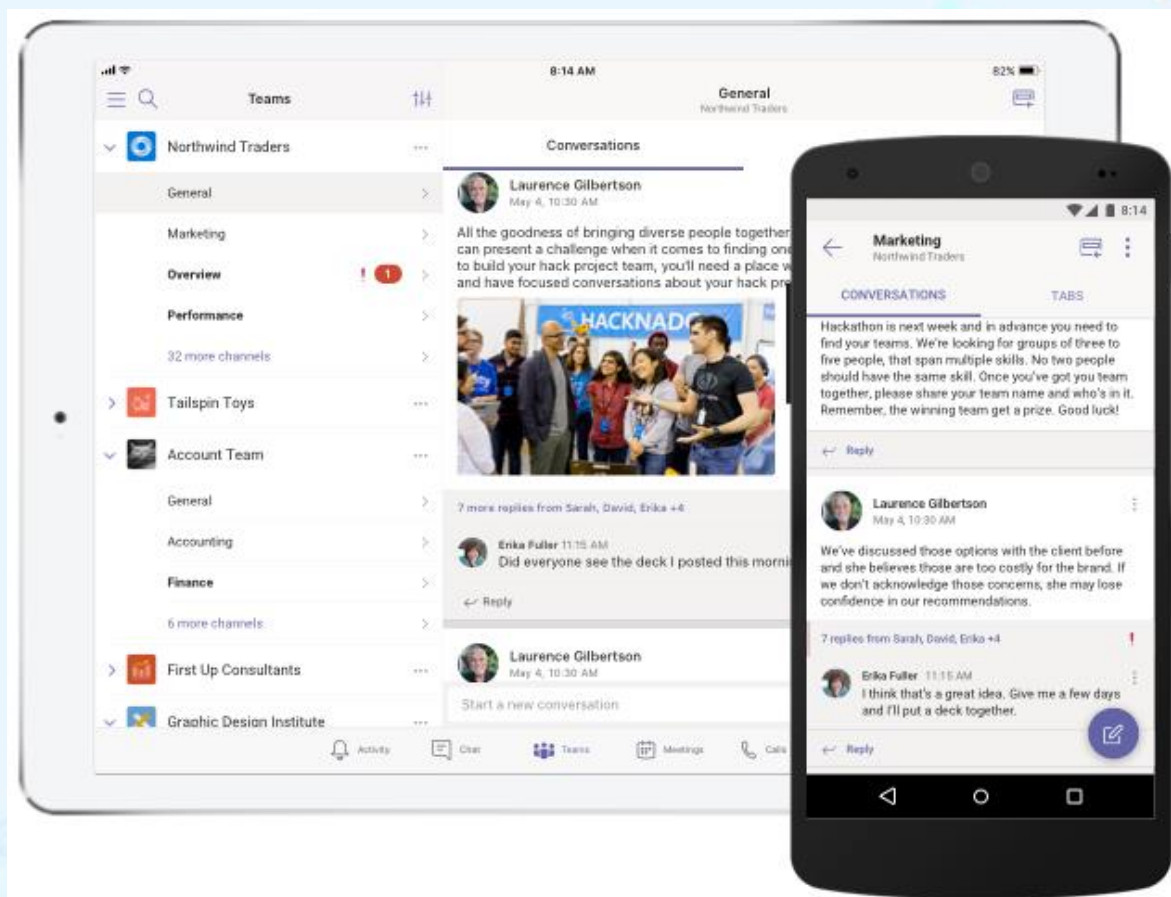 8:14 AM
82%
Teams
General
Northwind Traders
Northwind Traders
General
Marketing
Overview
! 1
Performance
32 more channels
Tailspin Toys
Account Team
General
Accounting
Finance
6 more channels
First Up Consultants
Graphic Design Institute
Conversations
Laurence Gilbertson
May 4, 10:30 AM
All the goodness of bringing diverse people together
can present a challenge when it comes to finding one
to build your hack project team, you'll need a place w
and have focused conversations about your hack pr
HACKNADO
7 more replies from Sarah, David, Erika +4
Erika Fuller 11:15 AM
Did everyone see the deck I posted this morni
Reply
Laurence Gilbertson
May 4, 10:30 AM
Start a new conversation
Activity
Chat
Teams
Meetings
Calls
8:14
Marketing
Northwind Traders
CONVERSATIONS
TABS
Hackathon is next week and in advance you need to
find your teams. We're looking for groups of three to
five people, that span multiple skills. No two people
should have the same skill. Once you've got you team
together, please share your team name and who's in it.
Remember, the winning team get a prize. Good luck!
Reply
Laurence Gilbertson
May 4, 10:30 AM
We've discussed those options with the client before
and she believes those are too costly for the brand. If
we don't acknowledge those concerns, she may lose
confidence in our recommendations.
7 replies from Sarah, David, Erika +4
!
Erika Fuller 11:15 AM
I think that's a great idea. Give me a few days
and I'll put a deck together.
Reply